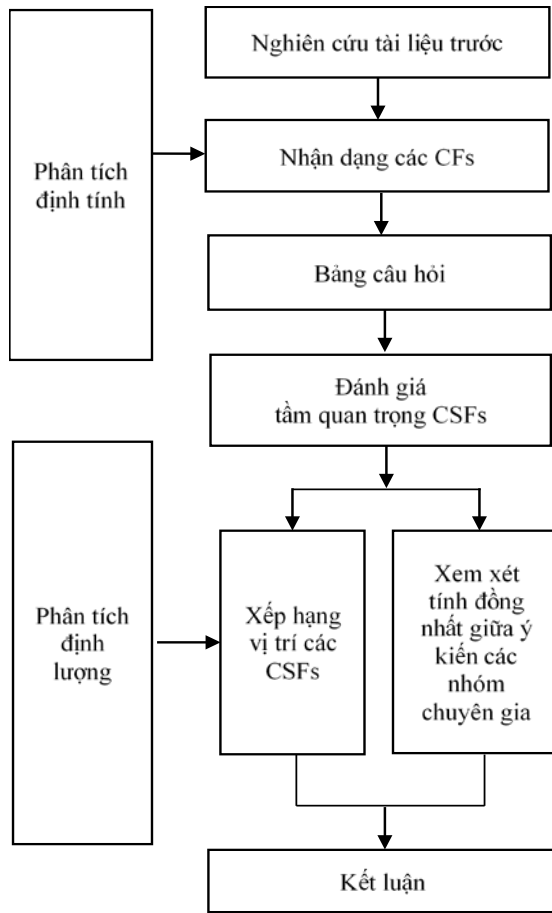 Nghiên cứu tài liệu trước
Phân tích
định tính
Nhận dạng các CFs
Bảng câu hỏi
Đánh giá
tầm quan trọng CSFs
Phân tích
định
lượng
Xếp hạng
vị trí các
CSFs
Xem xét
tính đồng
nhất giữa ý
kiến các
nhóm
chuyên gia
Kết luận